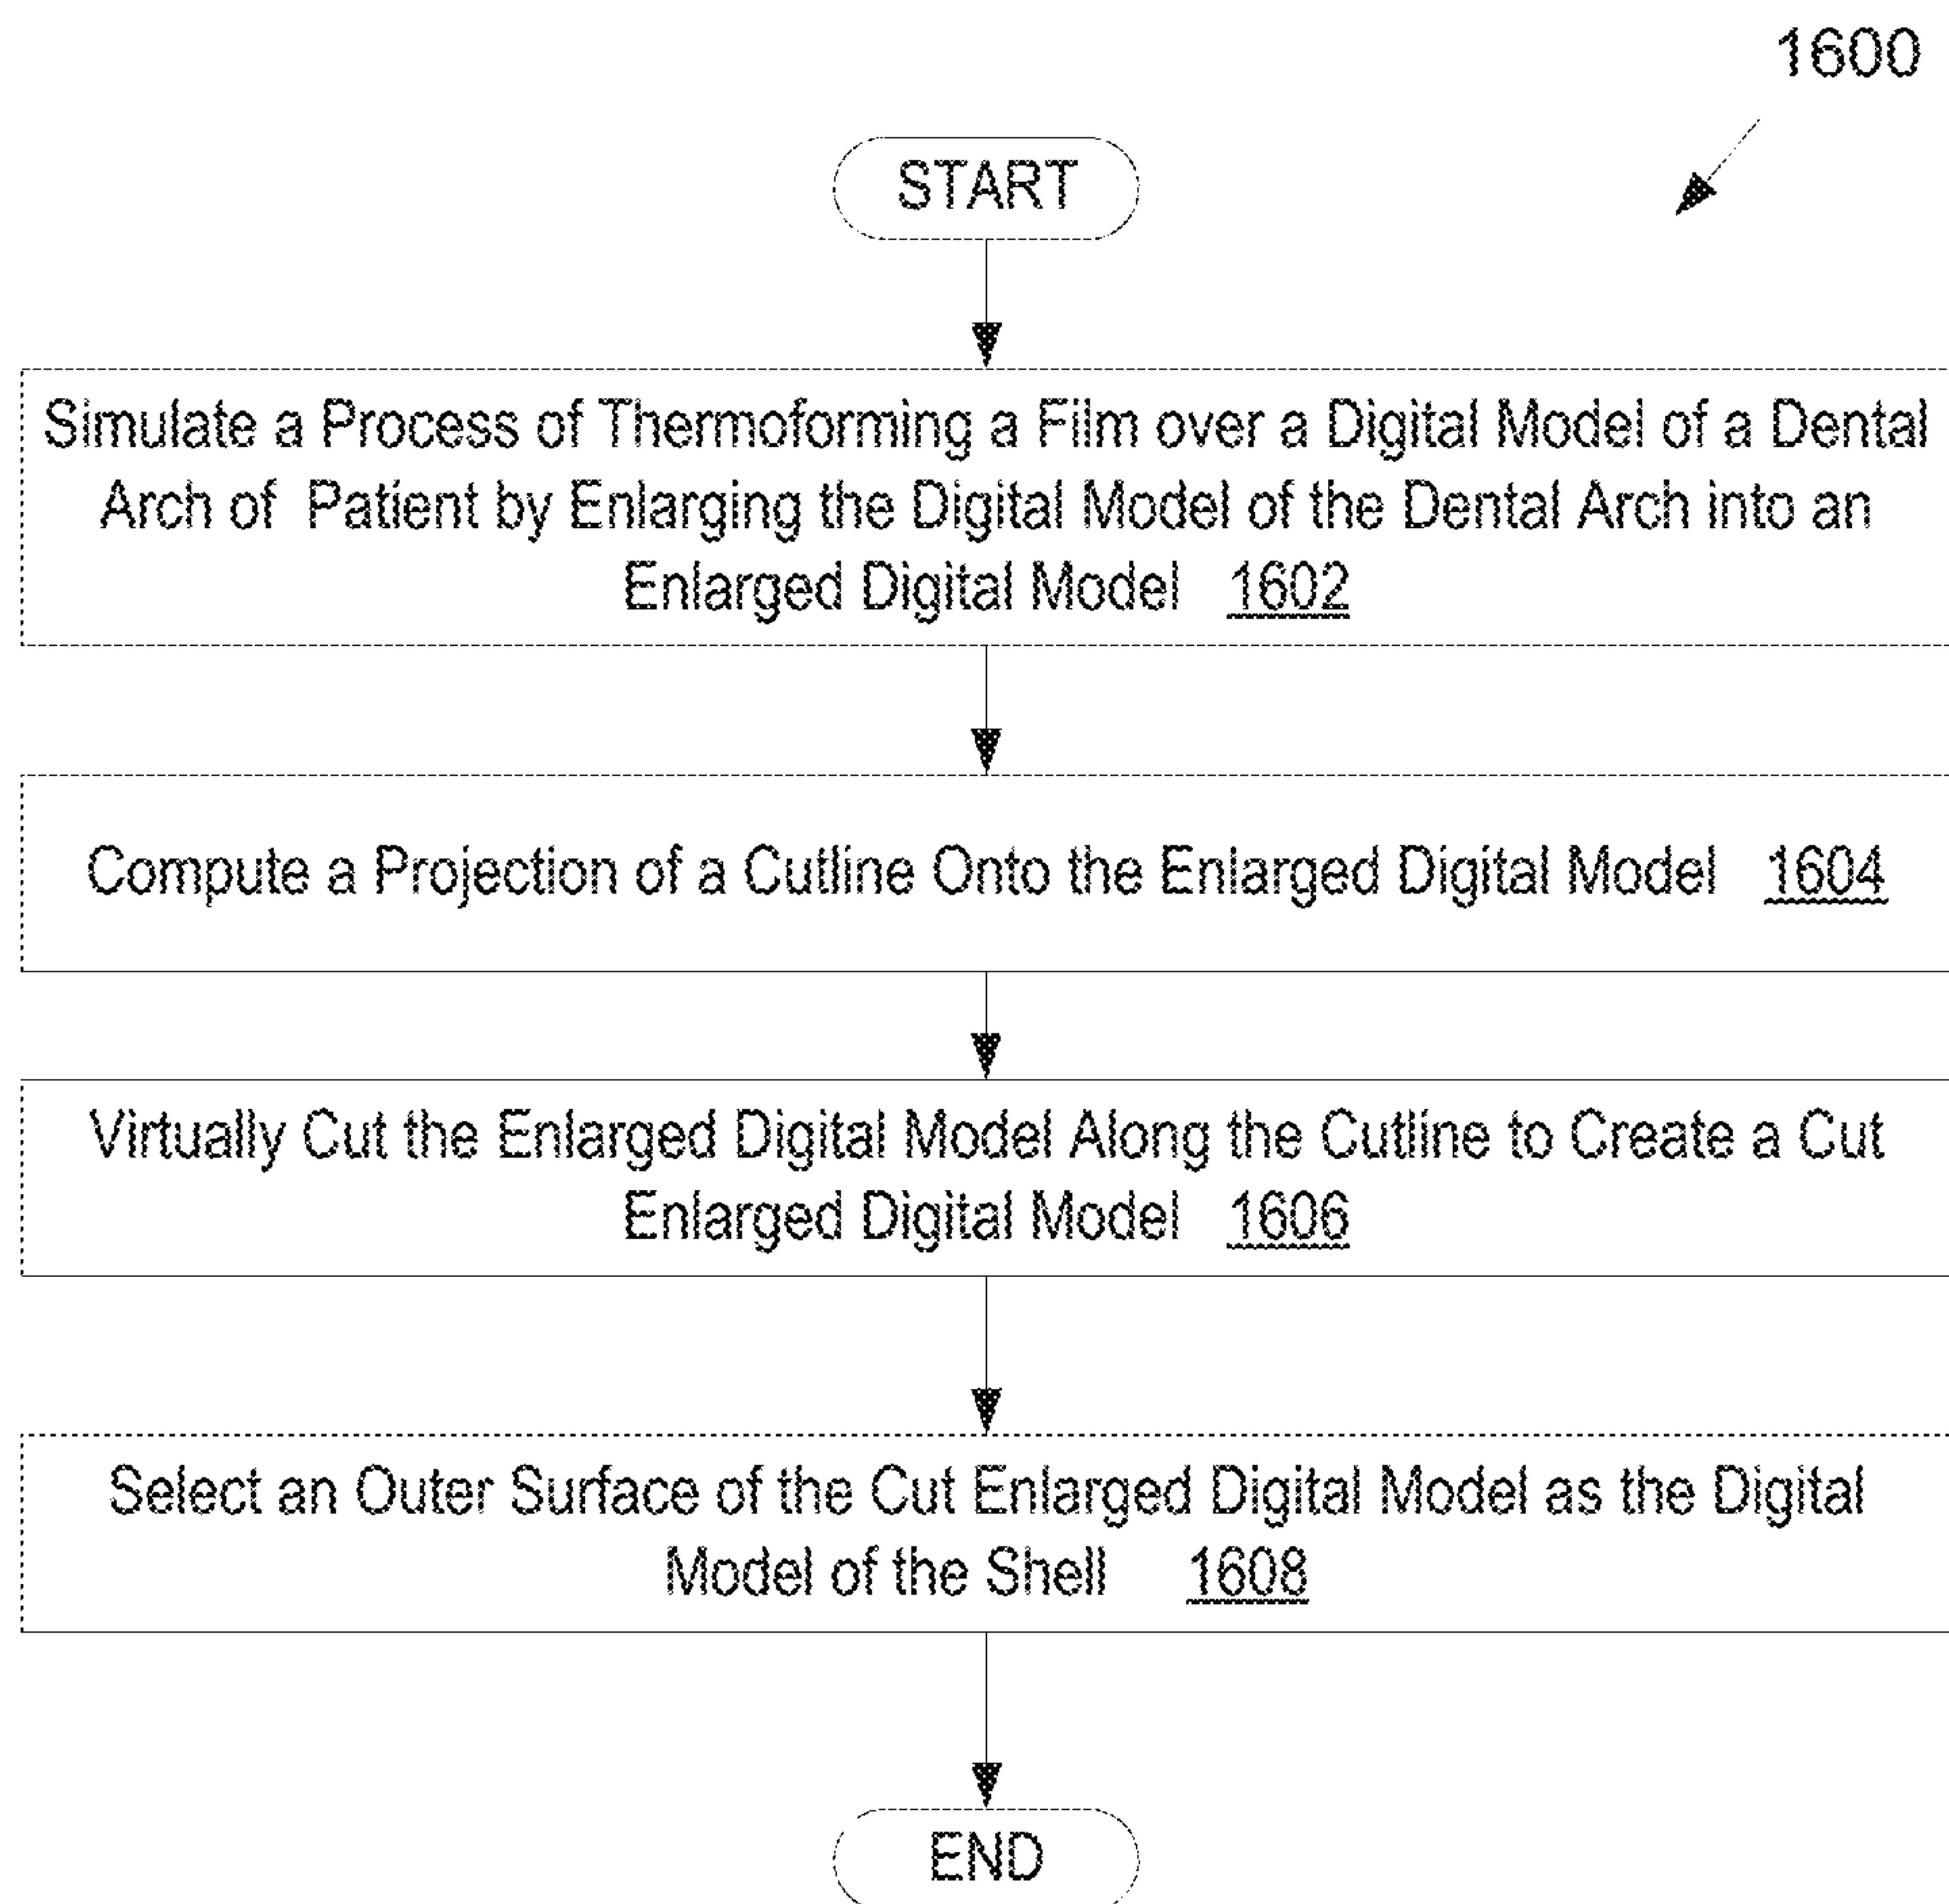 1600
START
Simulate a Process of Thermoforming a Film over a Digital Model of a Dental
Arch of Patient by Enlarging the Digital Model of the Dental Arch into an
Enlarged Digital Model 1602
Compute a Projection of a Cutline Onto the Enlarged Digital Model 1604
Virtually Cut the Enlarged Digital Model Along the Cutline to Create a Cut
Enlarged Digital Model 1606
Select an Outer Surface of the Cut Enlarged Digital Model as the Digital
Model of the Shell 1608
END